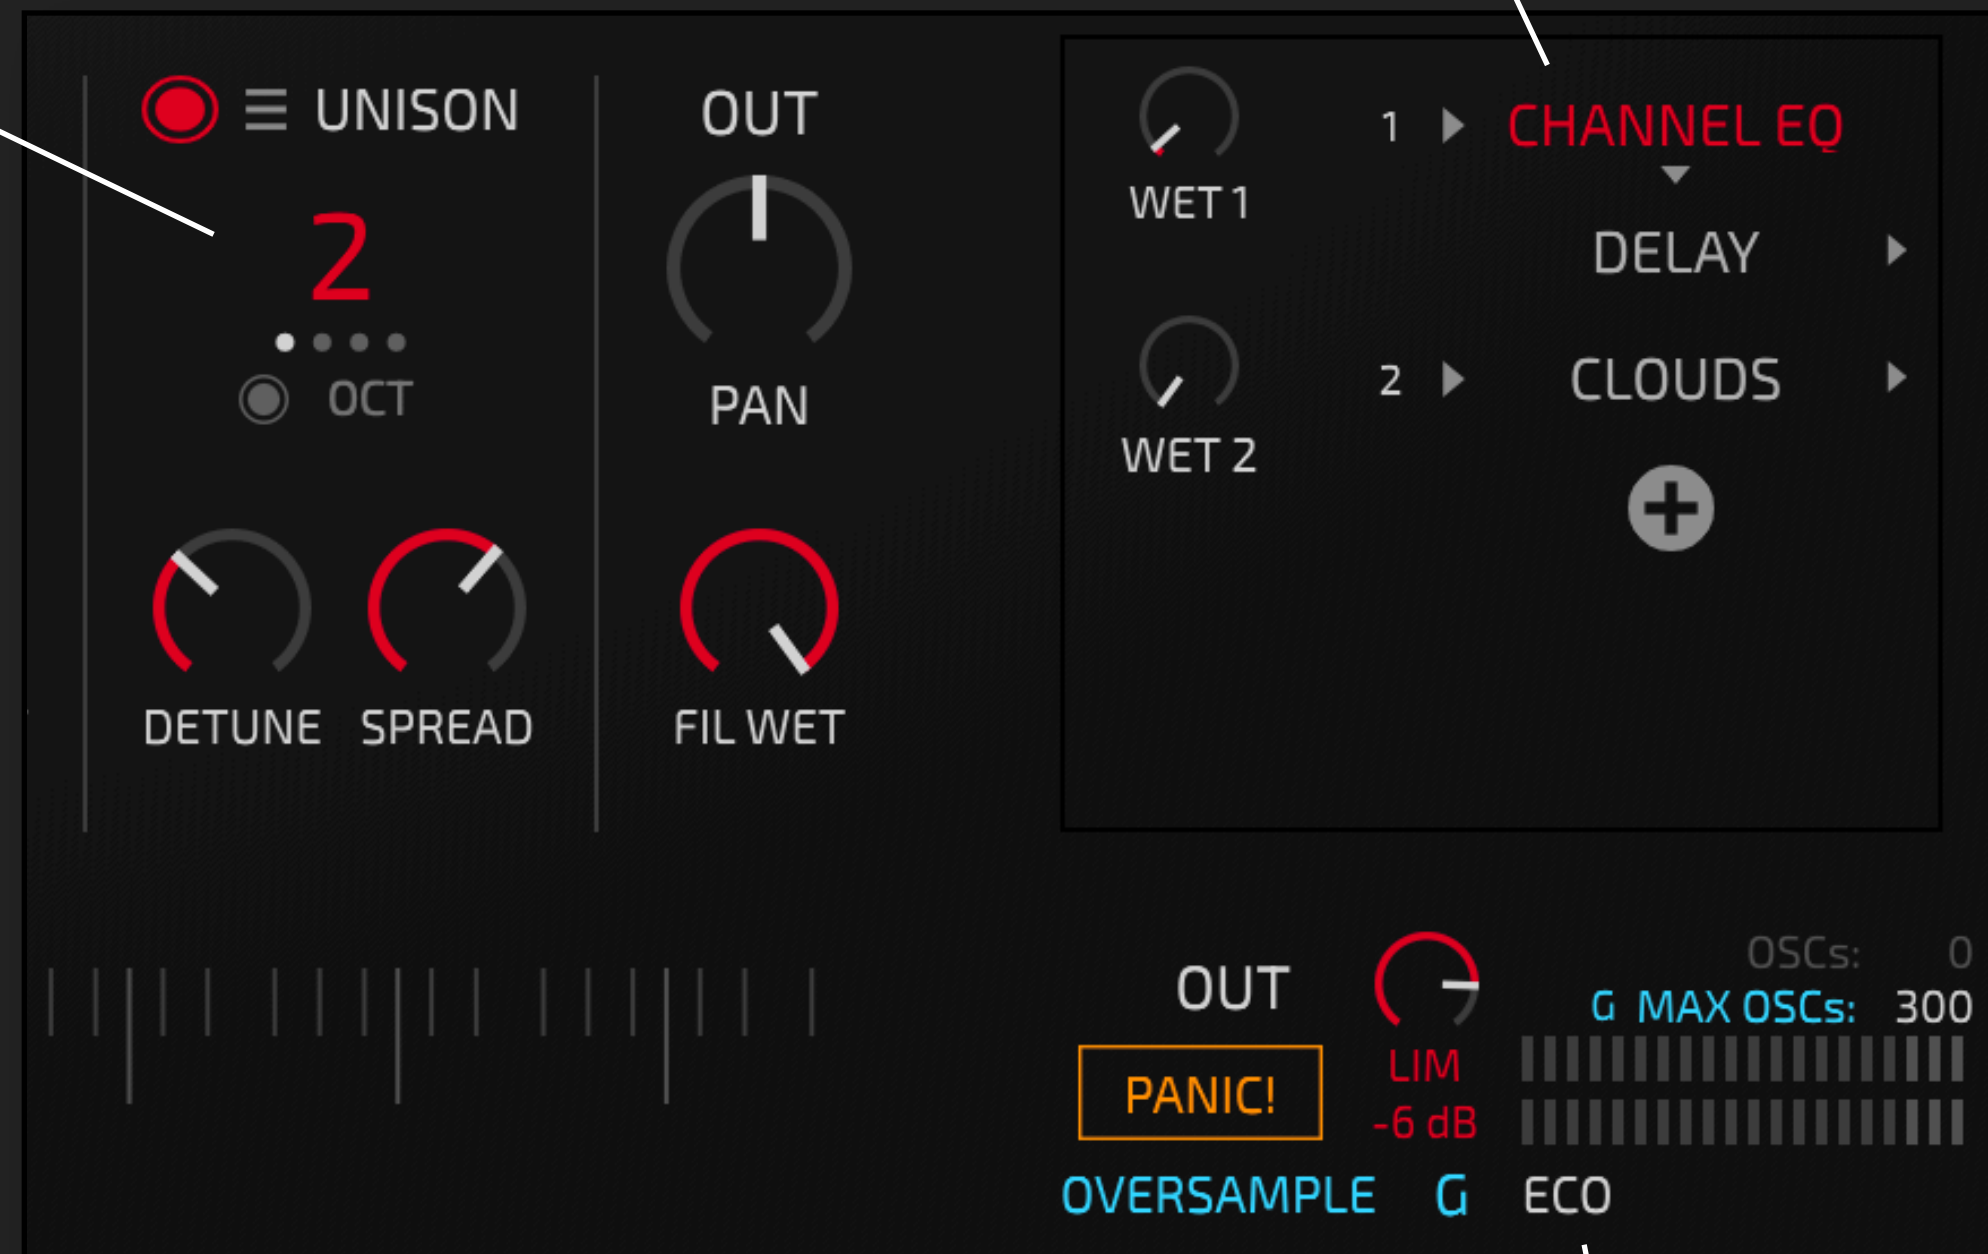 UNISON
2
OCT
DETUNE SPREAD
OUT
PAN
FIL WET
WET 1
1 CHANNEL EQ
DELAY
WET 2
2 CLOUDS
OUT
LIM
-6 dB
PANIC!
OSCs: 0
G MAX OSCs: 300
OVERSAMPLE G ECO